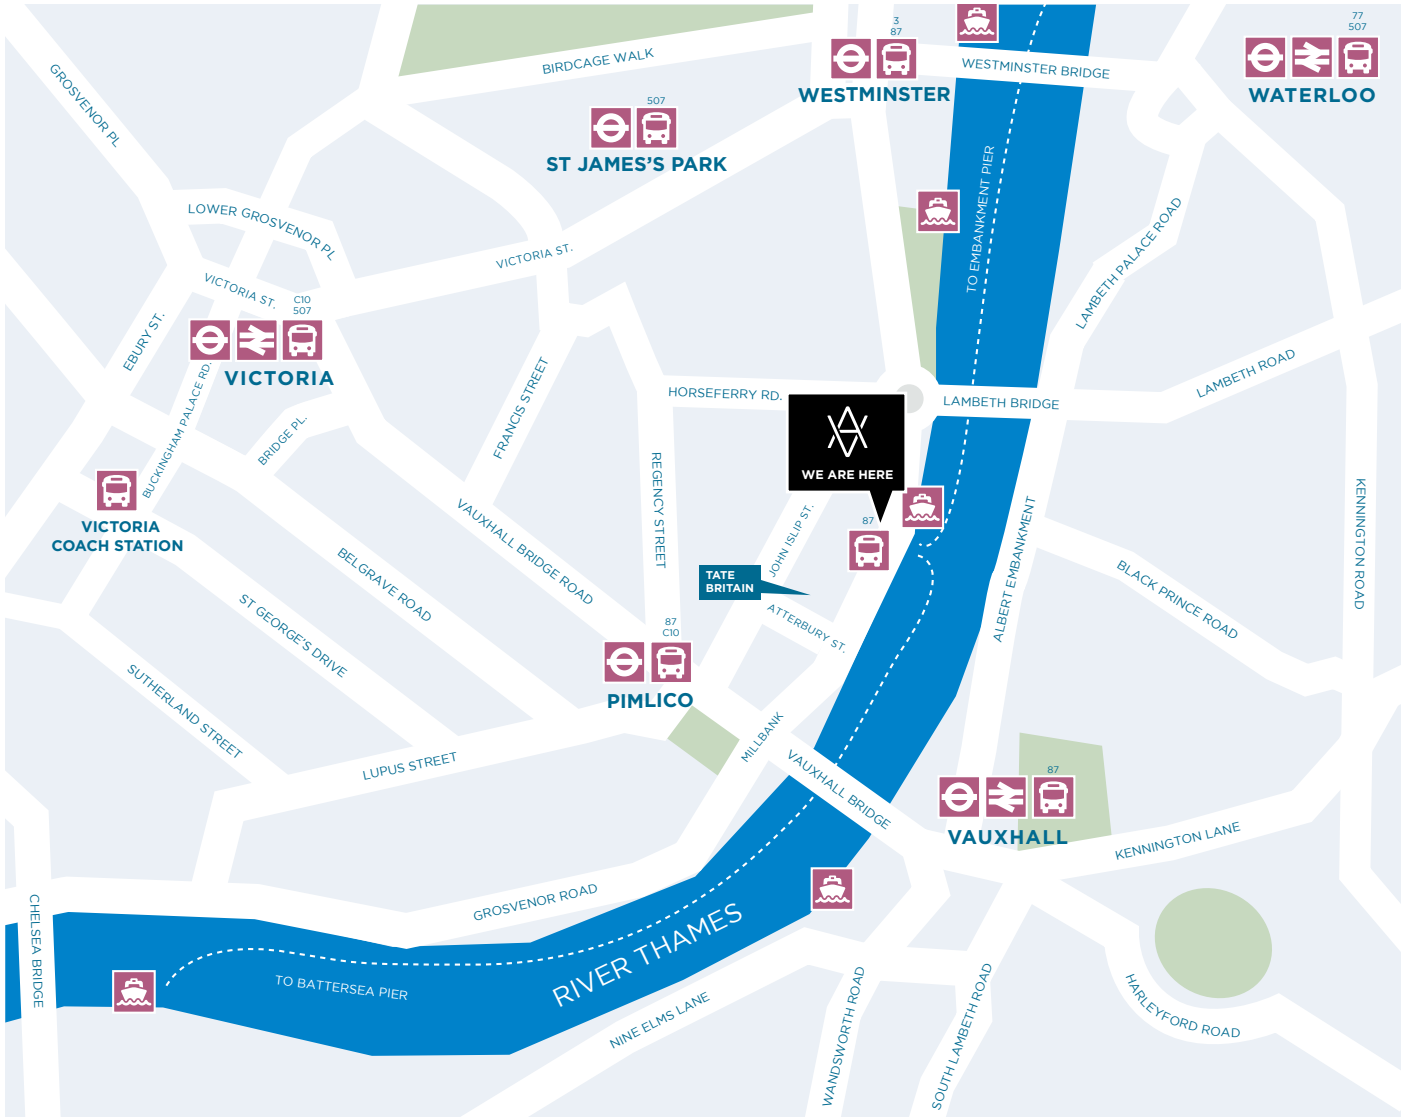 3
87
77
507
BIRDCAGE WALK
WESTMINSTER BRIDGE
GROSVENOR PL
WESTMINSTER
WATERLOO
507
ST JAMES'S PARK
TO EMBANKMENT PIER
LOWER GROSVENOR PL
LAMBETH PALACE ROAD
VICTORIA ST.
VICTORIA ST.
C10
507
EBURY ST.
VICTORIA
BUCKINGHAM PALACE RD.
FRANCIS STREET
HORSEFERRY RD.
LAMBETH BRIDGE
LAMBETH ROAD
BRIDGE PL.
WE ARE HERE
REGENCY STREET
VAUXHALL BRIDGE ROAD
VICTORIA
COACH STATION
87
JOHN ISLIP ST.
KENNINGTON ROAD
ALBERT EMBANKMENT
BELGRAVE ROAD
TATE
BRITAIN
BLACK PRINCE ROAD
ST GEORGE'S DRIVE
ATTERBURY ST.
87
C10
PIMLICO
SUTHERLAND STREET
MILLBANK
LUPUS STREET
VAUXHALL BRIDGE
87
VAUXHALL
KENNINGTON LANE
GROSVENOR ROAD
CHELSEA BRIDGE
RIVER THAMES
TO BATTERSEA PIER
NINE ELMS LANE
WANDSWORTH ROAD
SOUTH LAMBETH ROAD
HARLEYFORD ROAD